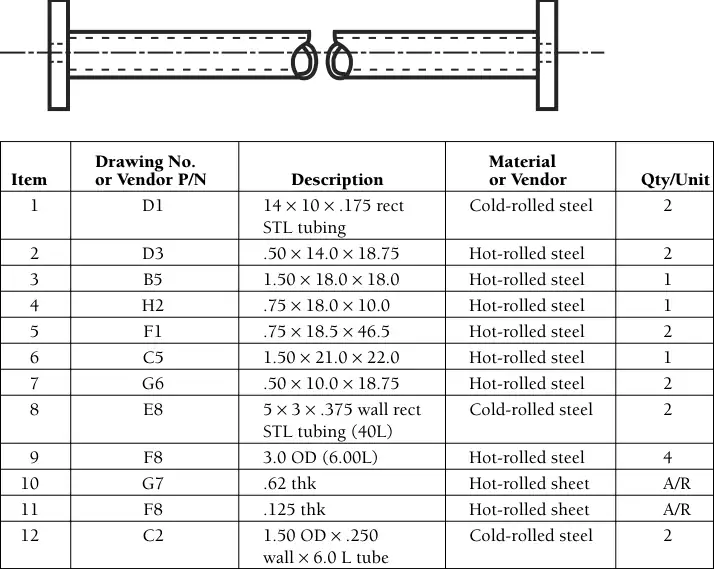 Item Drawing No. or Vendor P/N Description Material or Vendor Qty/Unit
1 D1 14 × 10 × .175 rect STL tubing Cold-rolled steel 2
2 D3 .50 × 14.0 × 18.75 Hot-rolled steel 2
3 B5 1.50 × 18.0 × 18.0 Hot-rolled steel 1
4 H2 .75 × 18.0 × 10.0 Hot-rolled steel 1
5 F1 .75 × 18.5 × 46.5 Hot-rolled steel 2
6 C5 1.50 × 21.0 × 22.0 Hot-rolled steel 1
7 G6 .50 × 10.0 × 18.75 Hot-rolled steel 2
8 E8 5 × 3 × .375 wall rect STL tubing (40L) Cold-rolled steel 2
9 F8 3.0 OD (6.00L) Hot-rolled steel 4
10 G7 .62 thk Hot-rolled sheet A/R
11 F8 .125 thk Hot-rolled sheet A/R
12 C2 1.50 OD × .250 wall × 6.0 L tube Cold-rolled steel 2